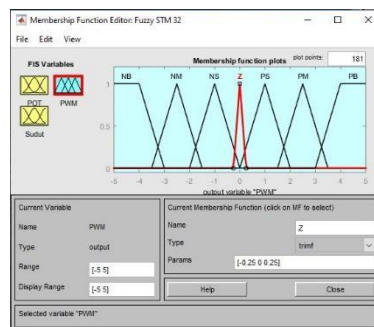 Membership Function Editor: Fuzzy STM 32
File Edit View
FIS Variables
POT
PWM
Sudut
Membership function plots
plot points:
181
NB NM NS Z PS PM PB
1
0.5
0
-5 -4 -3 -2 -1 0 1 2 3 4 5
output variable "PWM"
Current Variable
Name PWM
Type output
Range [-5 5]
Display Range [-5 5]
Current Membership Function (click on MF to select)
Name Z
Type trimf
Params [-0.25 0 0.25]
Help Close
Selected variable "PWM"